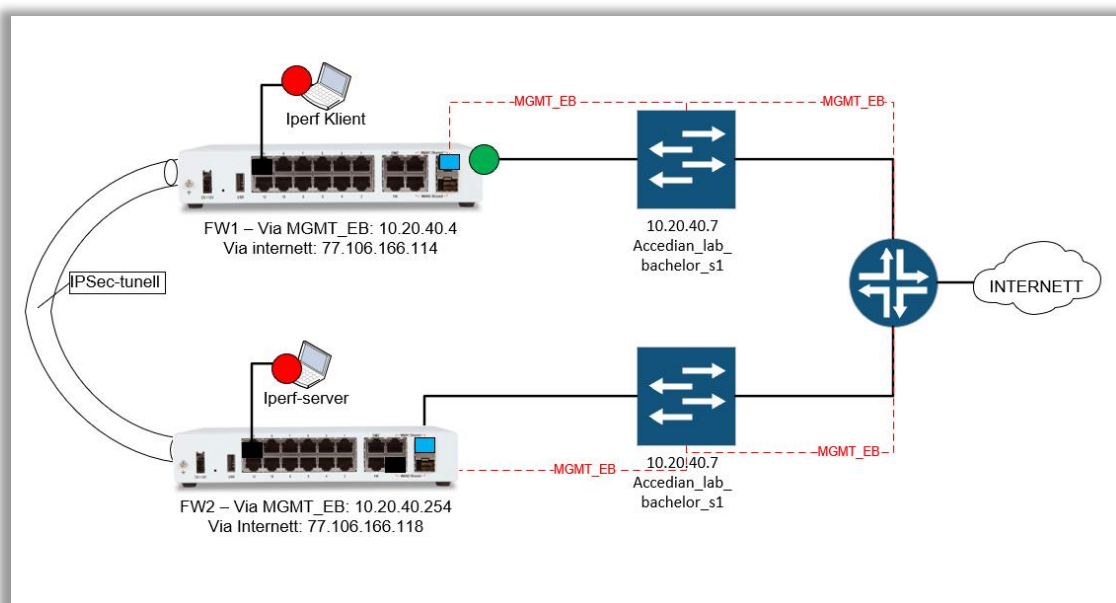 MGMT_EB
MGMT_EB
Iperf Klient
FW1 – Via MGMT_EB: 10.20.40.4
Via internett: 77.106.166.114
10.20.40.7
Accedian_lab_
bachelor_s1
IPSec-tunell
INTERNETT
Iperf-server
MGMT_EB
MGMT_EB
10.20.40.7
Accedian_lab_
bachelor_s1
FW2 – Via MGMT_EB: 10.20.40.254
Via Internett: 77.106.166.118